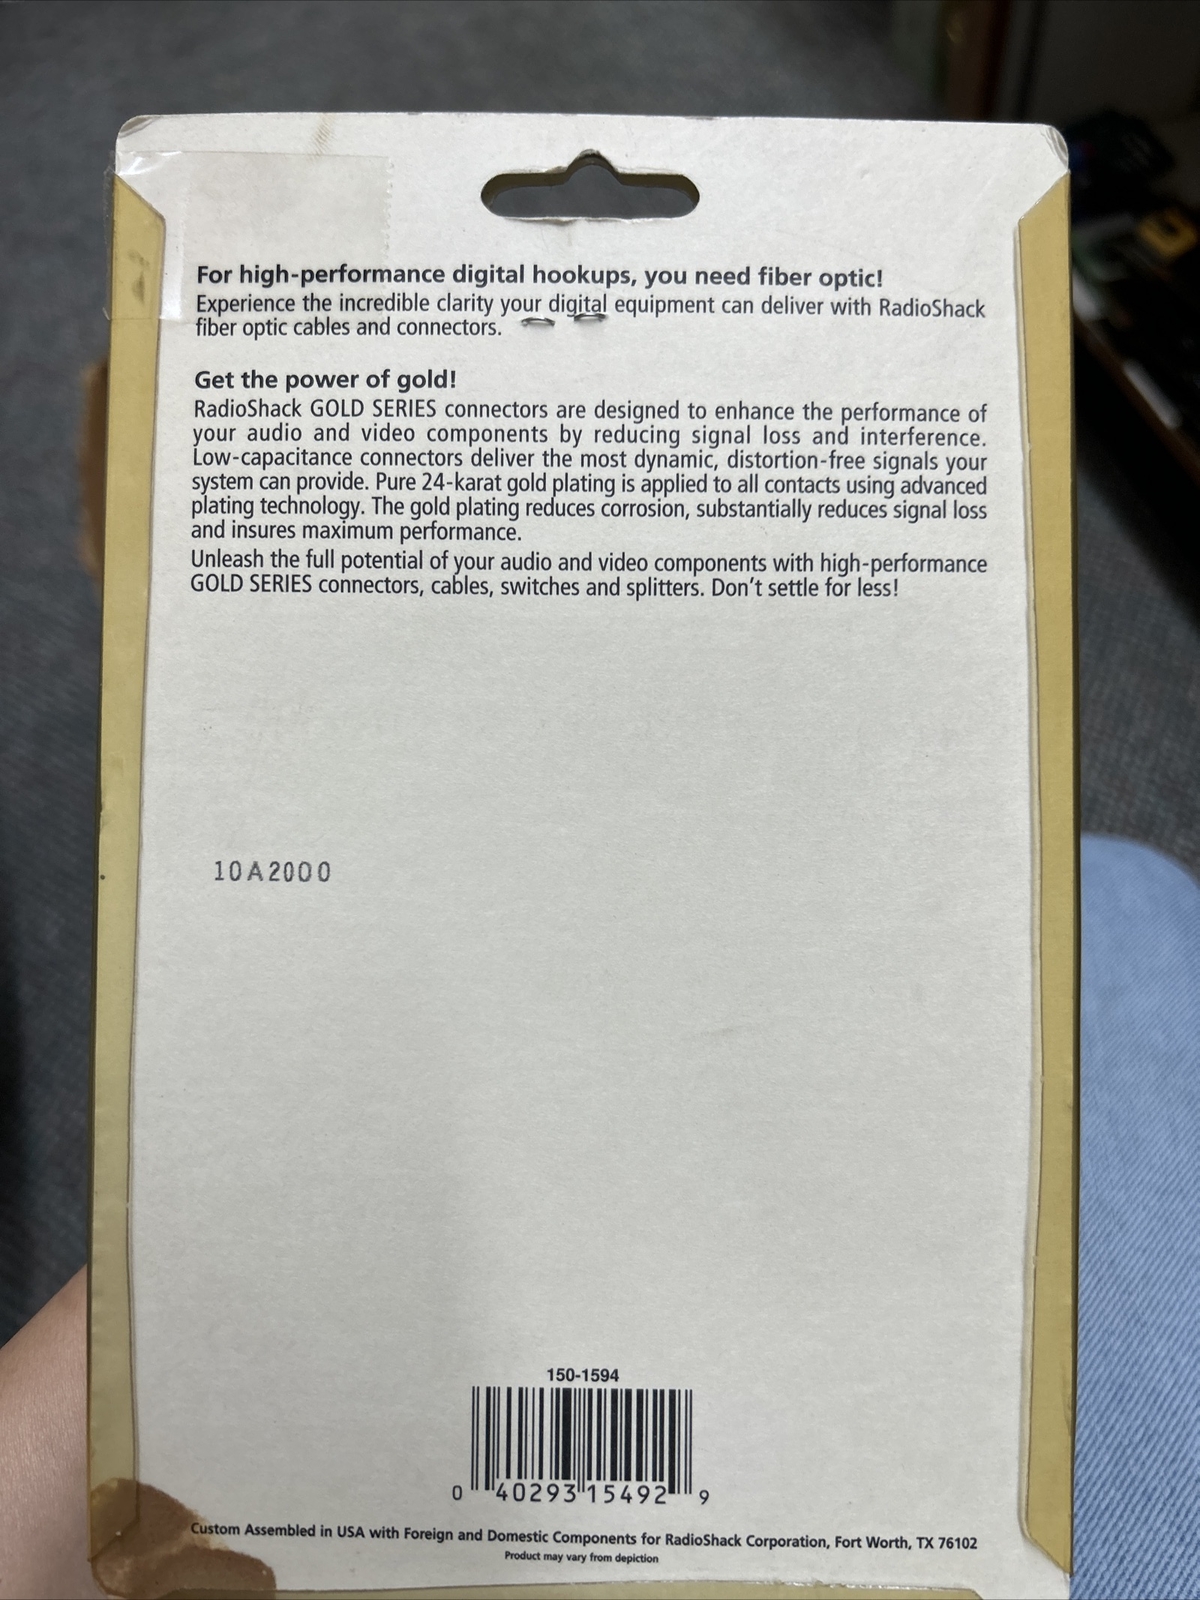 For high-performance digital hookups, you need fiber optic!
Experience the incredible clarity your digital equipment can deliver with RadioShack
fiber optic cables and connectors.
Get the power of gold!
RadioShack GOLD SERIES connectors are designed to enhance the performance of
your audio and video components by reducing signal loss and interference.
Low-capacitance connectors deliver the most dynamic, distortion-free signals your
system can provide. Pure 24-karat gold plating is applied to all contacts using advanced
plating technology. The gold plating reduces corrosion, substantially reduces signal loss
and insures maximum performance.
Unleash the full potential of your audio and video components with high-performance
GOLD SERIES connectors, cables, switches and splitters. Don't settle for less!
10A2000
150-1594
0 40293 15492 9
Custom Assembled in USA with Foreign and Domestic Components for RadioShack Corporation, Fort Worth, TX 76102
Product may vary from depiction